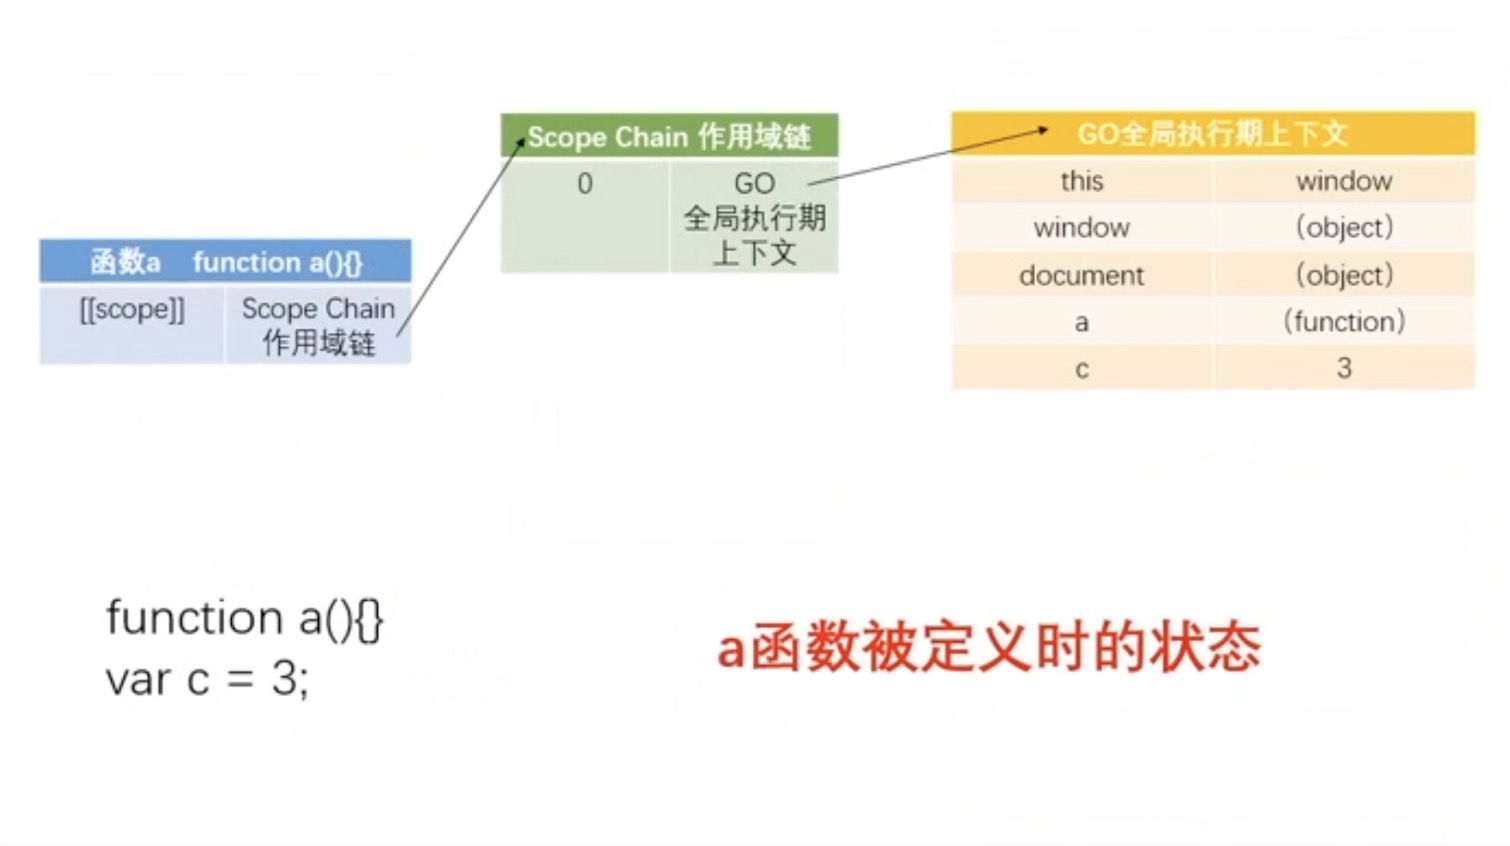 函数a function a(){}
[[scope]] Scope Chain
作用域链
Scope Chain 作用域链
0 GO
全局执行期
上下文
GO全局执行期上下文
this window
window （object）
document （object）
a （function）
c 3
function a(){}
var c = 3;
a函数被定义时的状态